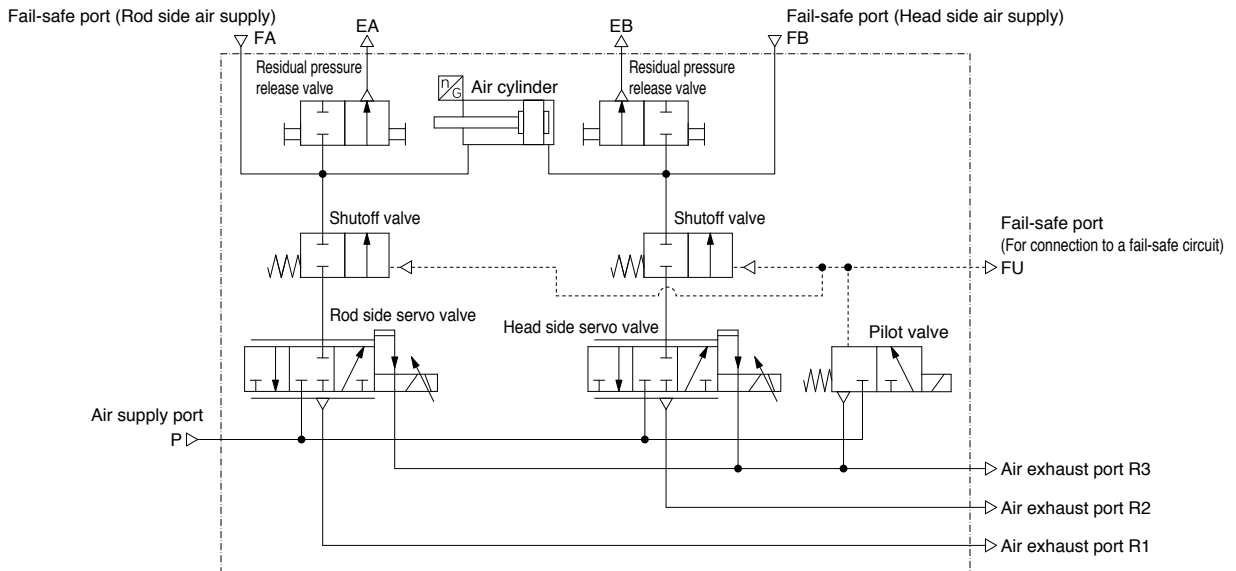 Fail-safe port (Rod side air supply)
FA
EA
EB
Fail-safe port (Head side air supply)
FB
Residual pressure
release valve
n/G
Air cylinder
Residual pressure
release valve
Shutoff valve
Shutoff valve
Fail-safe port
(For connection to a fail-safe circuit)
FU
Rod side servo valve
Head side servo valve
Pilot valve
Air supply port
P
Air exhaust port R3
Air exhaust port R2
Air exhaust port R1